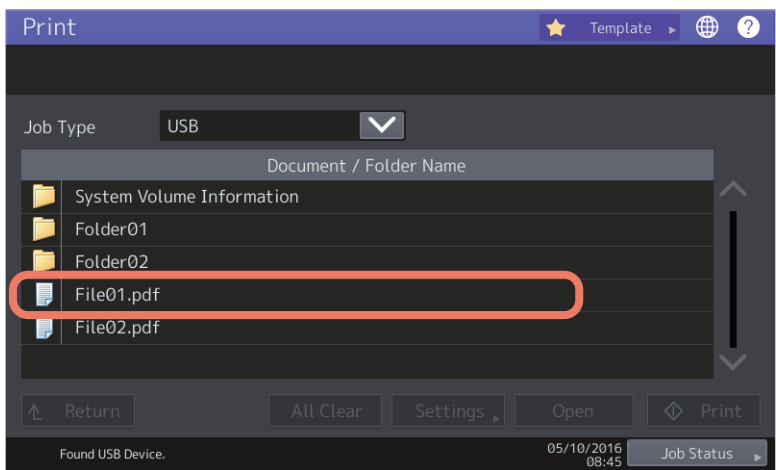 Print
Template
?
Job Type
USB
Document / Folder Name
System Volume Information
Folder01
Folder02
File01.pdf
File02.pdf
Return
All Clear
Settings
Open
Print
Found USB Device.
05/10/2016
08:45
Job Status